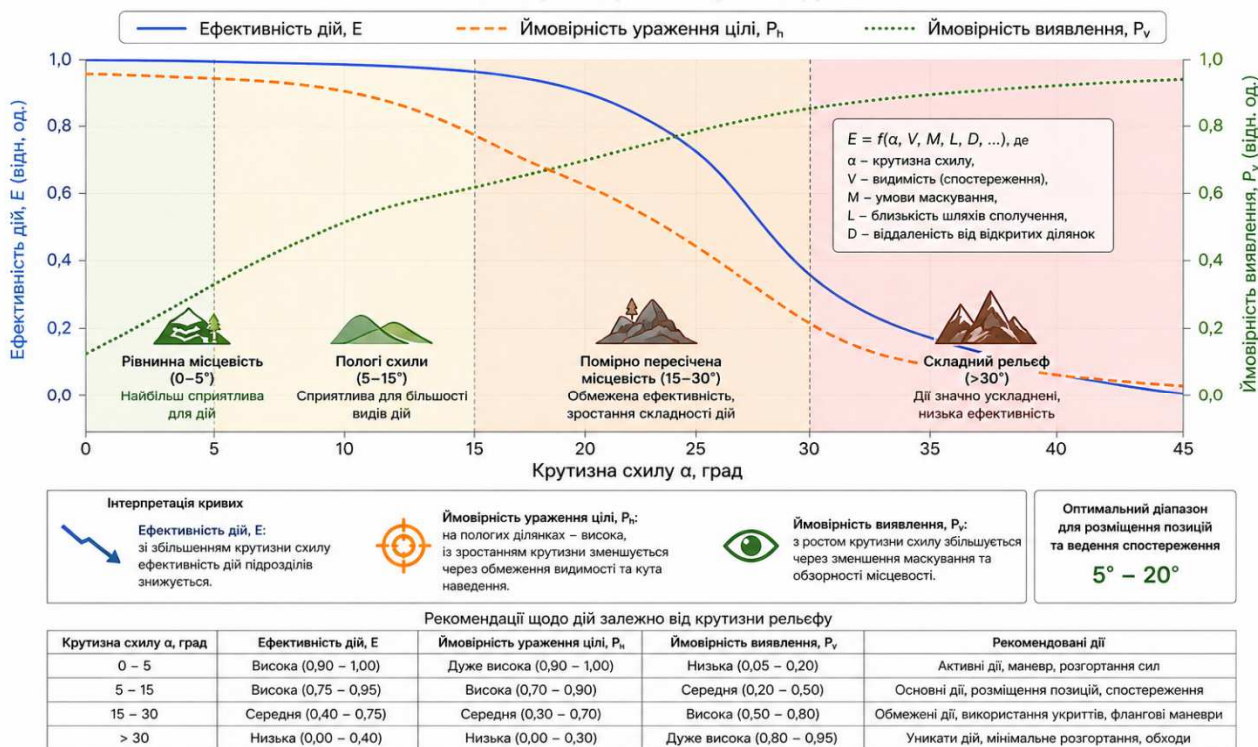 Ефективність дій, E
Ймовірність ураження цілі, Pₕ
Ймовірність виявлення, Pᵥ
Ефективність дій, E (відн, од.)
1,0
0,8
0,6
0,4
0,2
0,0
E = f(α, V, M, L, D, ...), де
α – крутизна схилу,
V – видимість (спостереження),
M – умови маскування,
L – близькість шляхів сполучення,
D – віддаленість від відкритих ділянок
1,0
0,8
0,6
0,4
0,2
0,0
Ймовірність виявлення, Pᵥ (відн. од.)
Рівнинна місцевість
(0–5°)
Найбільш сприятлива
для дій
Пологі схили
(5–15°)
Сприятлива для більшості
видів дій
Помірно пересічена
місцевість (15–30°)
Обмежена ефективність,
зростання складності дій
Складний рельєф
(>30°)
Дії значно ускладнені,
низька ефективність
0 5 10 15 20 25 30 35 40 45
Крутизна схилу α, град
Інтерпретація кривих
Ефективність дій, E:
зі збільшенням крутизни схилу
ефективність дій підрозділів
знижується.
Ймовірність ураження цілі, Pₕ:
на пологих ділянках – висока,
із зростанням крутизни зменшується
через обмеження видимості та кута
наведення.
Ймовірність виявлення, Pᵥ:
з ростом крутизни схилу збільшується
через зменшення маскування та
обзорності місцевості.
Оптимальний діапазон
для розміщення позицій
та ведення спостереження
5° – 20°
Рекомендації щодо дій залежно від крутизни рельєфу
Крутизна схилу α, град Ефективність дій, E Ймовірність ураження цілі, Pₕ Ймовірність виявлення, Pᵥ Рекомендовані дії
0 – 5 Висока (0,90 – 1,00) Дуже висока (0,90 – 1,00) Низька (0,05 – 0,20) Активні дії, маневр, розгортання сил
5 – 15 Висока (0,75 – 0,95) Висока (0,70 – 0,90) Середня (0,20 – 0,50) Основні дії, розміщення позицій, спостереження
15 – 30 Середня (0,40 – 0,75) Середня (0,30 – 0,70) Висока (0,50 – 0,80) Обмежені дії, використання укриттів, флангові маневри
> 30 Низька (0,00 – 0,40) Низька (0,00 – 0,30) Дуже висока (0,80 – 0,95) Уникати дій, мінімальне розгортання, обходи